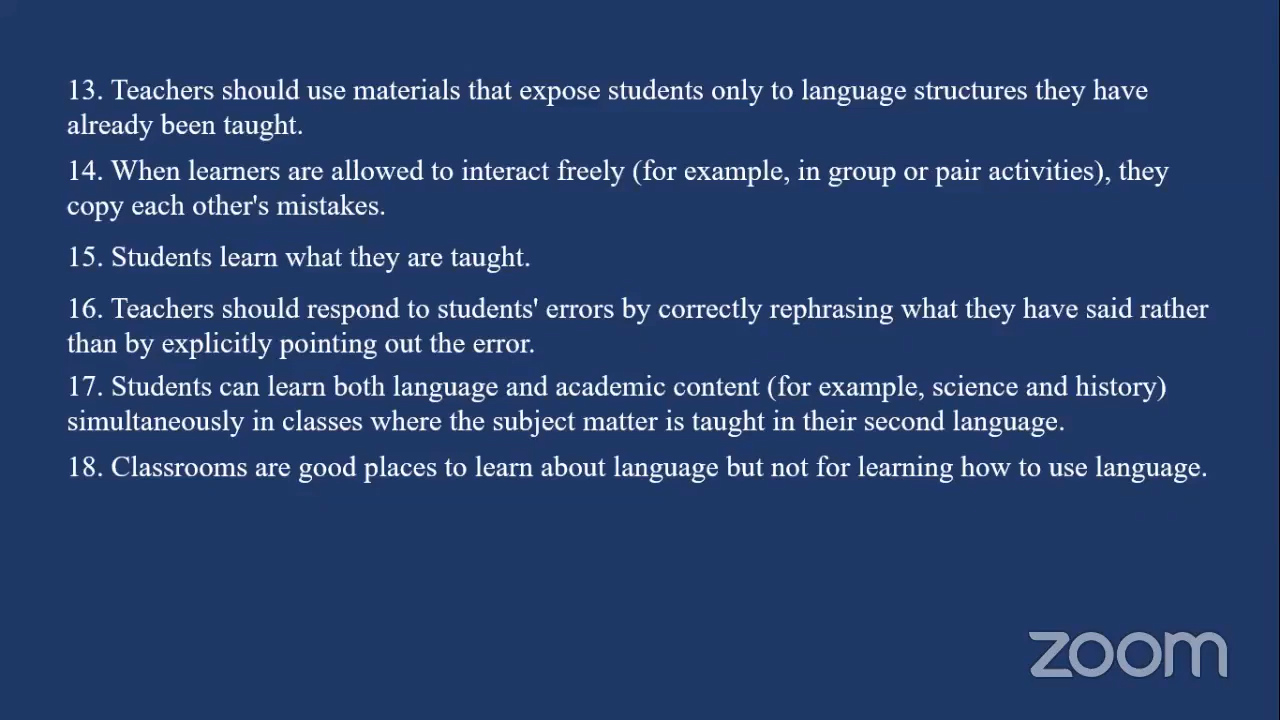 13. Teachers should use materials that expose students only to language structures they have
already been taught.
14. When learners are allowed to interact freely (for example, in group or pair activities), they
copy each other's mistakes.
15. Students learn what they are taught.
16. Teachers should respond to students' errors by correctly rephrasing what they have said rather
than by explicitly pointing out the error.
17. Students can learn both language and academic content (for example, science and history)
simultaneously in classes where the subject matter is taught in their second language.
18. Classrooms are good places to learn about language but not for learning how to use language.
zoom